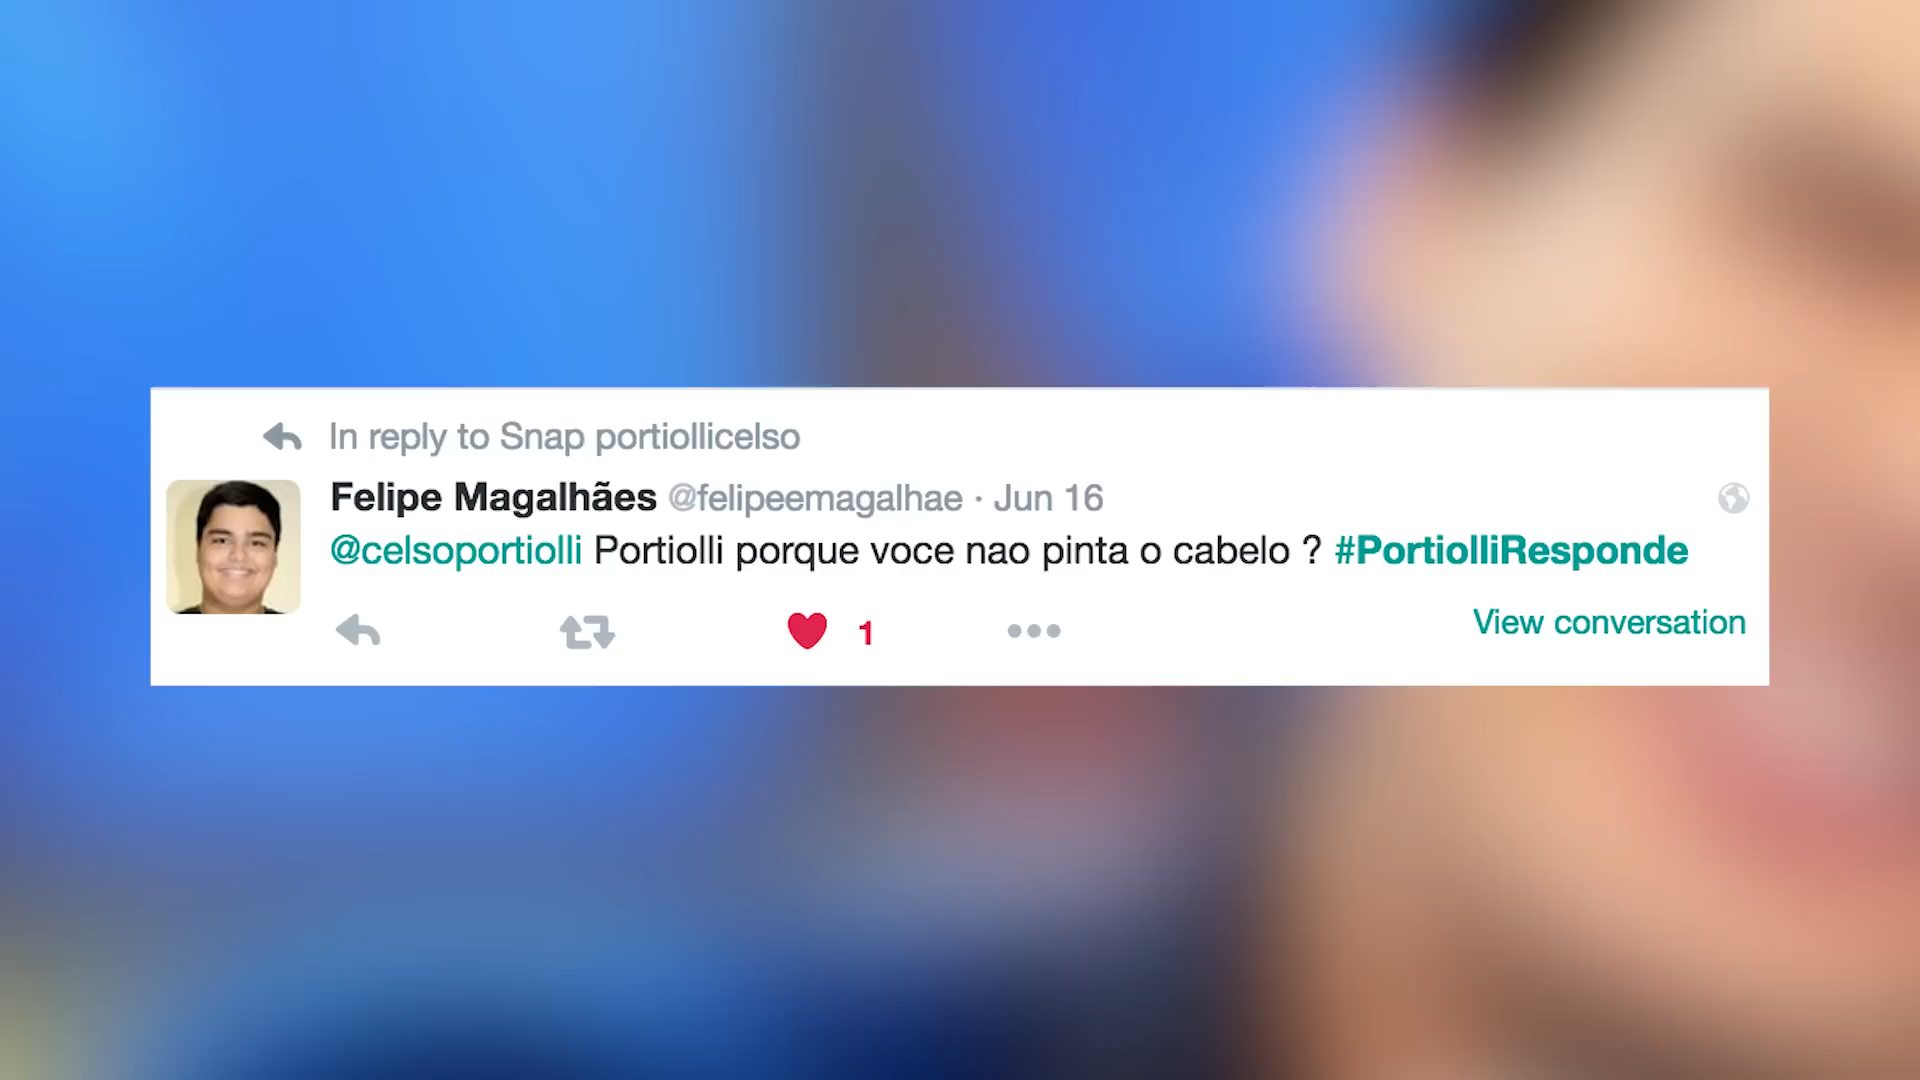 In reply to Snap portiollicelso
Felipe Magalhães @felipeemagalhae · Jun 16
@celsoportiolli Portiolli porque voce nao pinta o cabelo ? #PortiolliResponde
1
View conversation